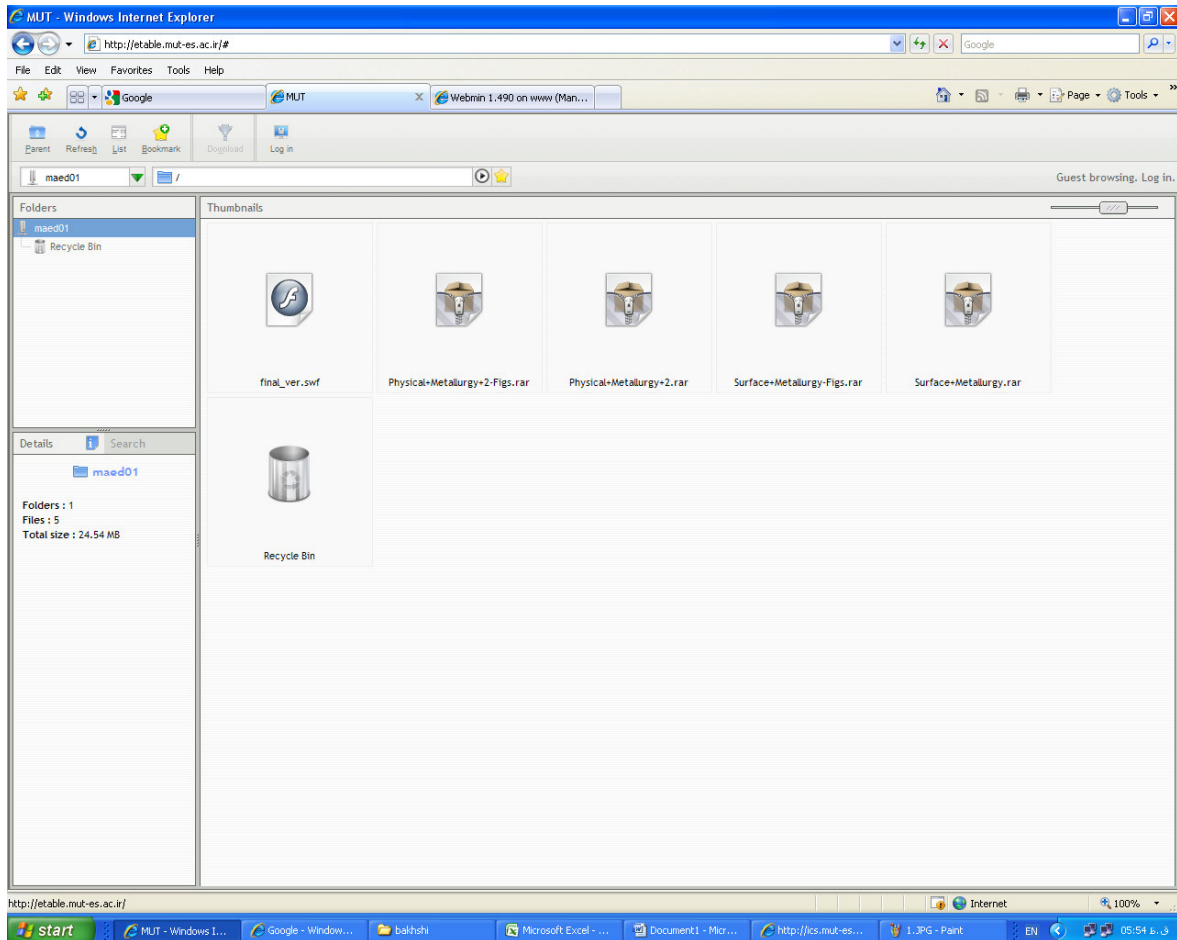 MUT - Windows Internet Explorer
http://etable.mut-es.ac.ir/#
Google
File Edit View Favorites Tools Help
Google
MUT
Webmin 1.490 on www (Man...
Page Tools
Parent Refresh List Bookmark Download Log in
maed01
/
Guest browsing. Log in.
Folders
Thumbnails
maed01
Recycle Bin
final_ver.swf
Physical+Metallurgy+2-Figs.rar
Physical+Metallurgy+2.rar
Surface+Metallurgy-Figs.rar
Surface+Metallurgy.rar
Details Search
maed01
Folders : 1
Files : 5
Total size : 24.54 MB
Recycle Bin
http://etable.mut-es.ac.ir/
Internet
100%
start
MUT - Windows I...
Google - Window...
bakhshi
Microsoft Excel - ...
Document1 - Micr...
http://ics.mut-es...
1.JPG - Paint
EN
05:54 ق.ظ